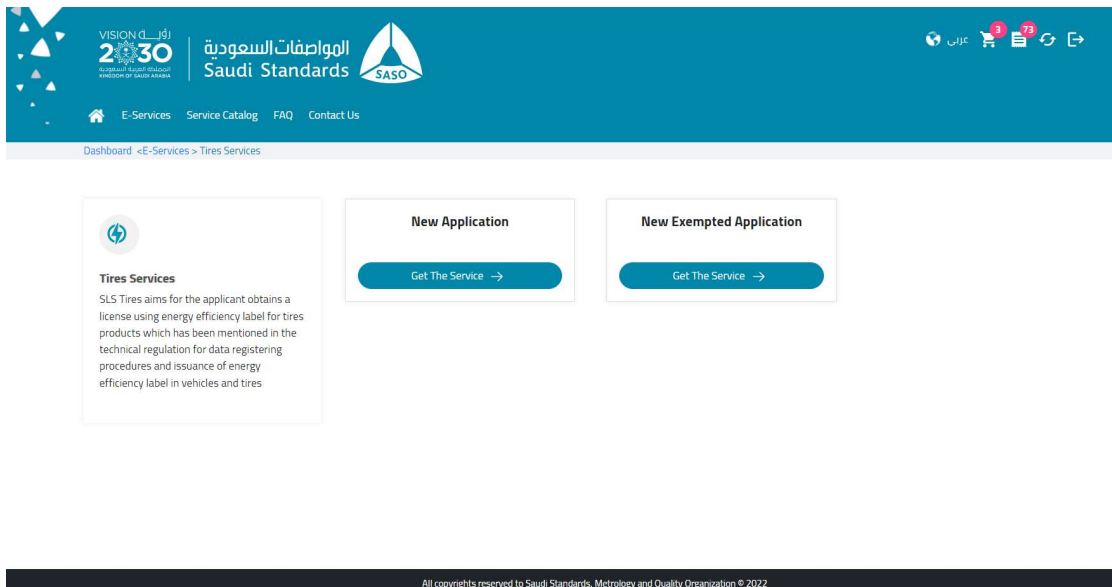 VISION رؤيــــة
2030
المملكة العربية السعودية
KINGDOM OF SAUDI ARABIA
المواصفات السعودية
Saudi Standards
SASO
عربى
3
73
E-Services Service Catalog FAQ Contact Us
Dashboard <E-Services > Tires Services
Tires Services
SLS Tires aims for the applicant obtains a
license using energy efficiency label for tires
products which has been mentioned in the
technical regulation for data registering
procedures and issuance of energy
efficiency label in vehicles and tires
New Application
Get The Service →
New Exempted Application
Get The Service →
All copyrights reserved to Saudi Standards, Metrology and Quality Organization © 2022